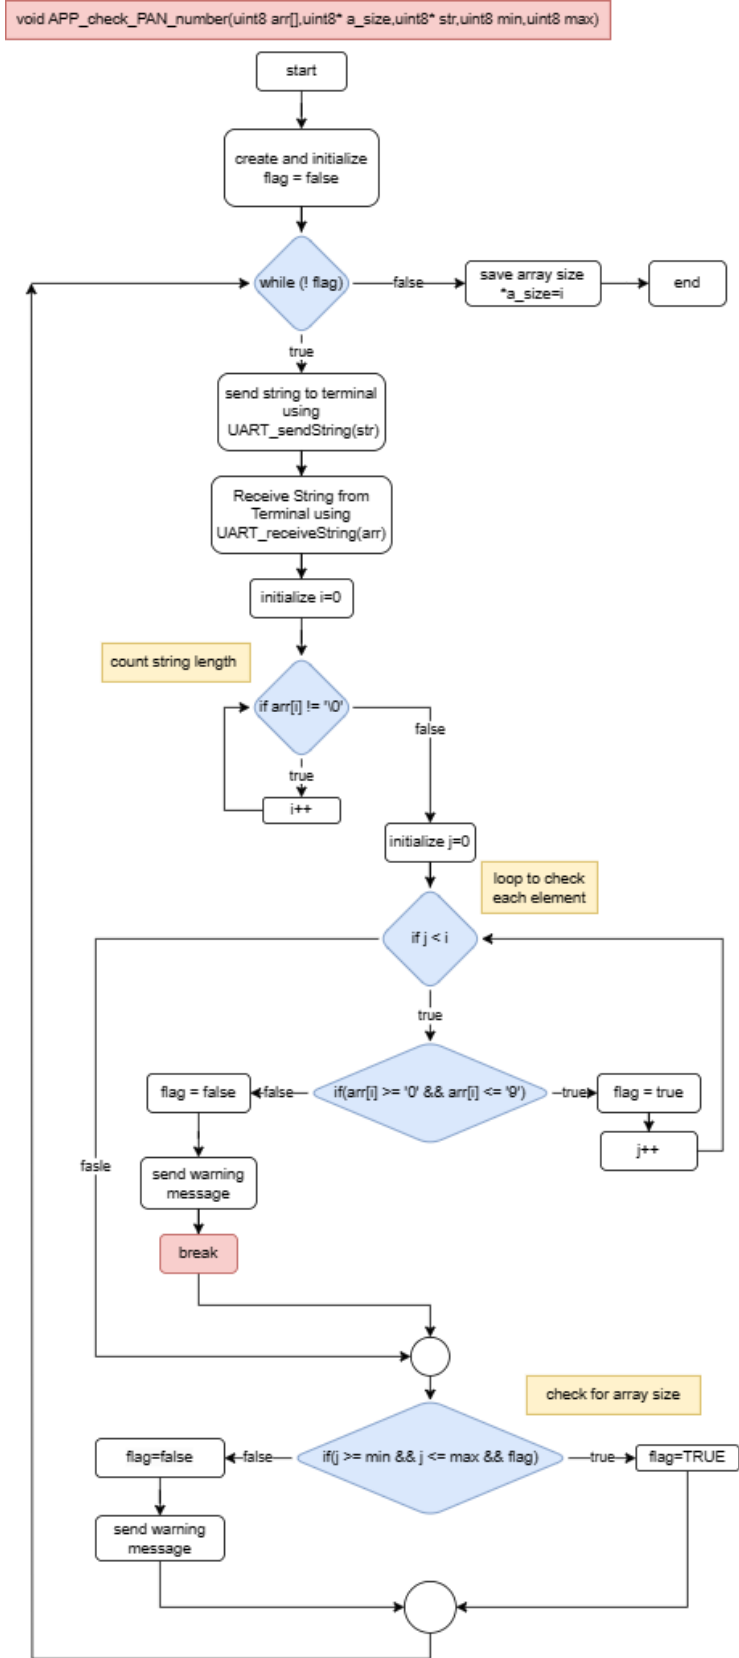 void APP_check_PAN_number(uint8 arr[],uint8* a_size,uint8* str,uint8 min,uint8 max)
start
create and initialize
flag = false
while (! flag)
false
save array size
*a_size=i
end
true
send string to terminal
using
UART_sendString(str)
Receive String from
Terminal using
UART_receiveString(arr)
initialize i=0
count string length
if arr[i] != '\0'
false
true
i++
initialize j=0
loop to check
each element
if j < i
true
if(arr[i] >= '0' && arr[i] <= '9')
false
flag = false
true
flag = true
j++
fasle
send warning
message
break
check for array size
if(j >= min && j <= max && flag)
false
flag=false
true
flag=TRUE
send warning
message